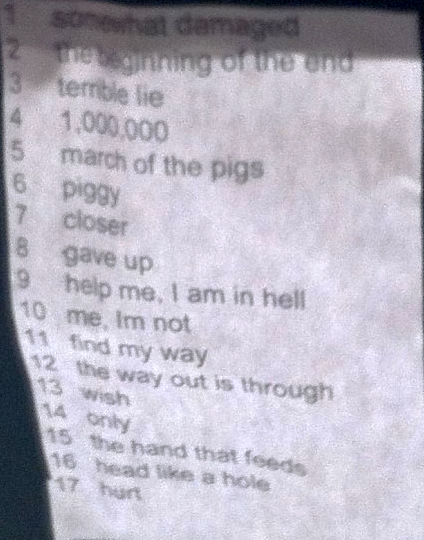 1 somewhat damaged
2 the beginning of the end
3 terrible lie
4 1,000,000
5 march of the pigs
6 piggy
7 closer
8 gave up
9 help me, I am in hell
10 me, Im not
11 find my way
12 the way out is through
13 wish
14 only
15 the hand that feeds
16 head like a hole
17 hurt